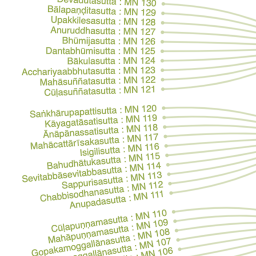 Devadūtasutta : MN 130
Bālapaṇḍitasutta : MN 129
Upakkilesasutta : MN 128
Anuruddhasutta : MN 127
Bhūmijasutta : MN 126
Dantabhūmisutta : MN 125
Bākulasutta : MN 124
Acchariyaabbhutasutta : MN 123
Mahāsuññatasutta : MN 122
Cūḷasuññatasutta : MN 121
Saṅkhārupapattisutta : MN 120
Kāyagatāsatisutta : MN 119
Ānāpānassatisutta : MN 118
Mahācattārīsakasutta : MN 117
Isigilisutta : MN 116
Bahudhātukasutta : MN 115
Sevitabbāsevitabbasutta : MN 114
Sappurisasutta : MN 113
Chabbisodhanasutta : MN 112
Anupadasutta : MN 111
Cūḷapuṇṇamasutta : MN 110
Mahāpuṇṇamasutta : MN 109
Gopakamoggallānasutta : MN 108
: MN 107
: MN 106